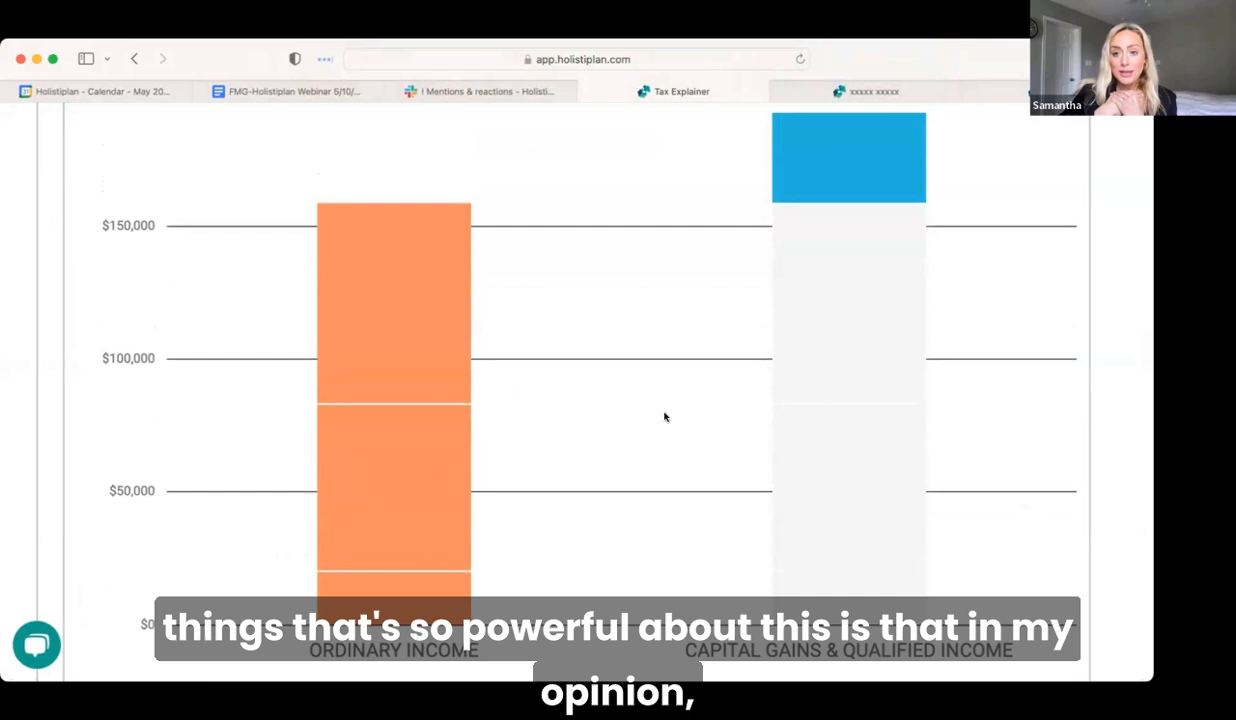 app.holistiplan.com
Holistiplan - Calendar - May 20...
FMG-Holistiplan Webinar 5/10/...
! Mentions & reactions - Holisti...
Tax Explainer
xxxxx xxxxx
Samantha
$150,000
$100,000
$50,000
$0
things that's so powerful about this is that in my
ORDINARY INCOME
CAPITAL GAINS & QUALIFIED INCOME
opinion,